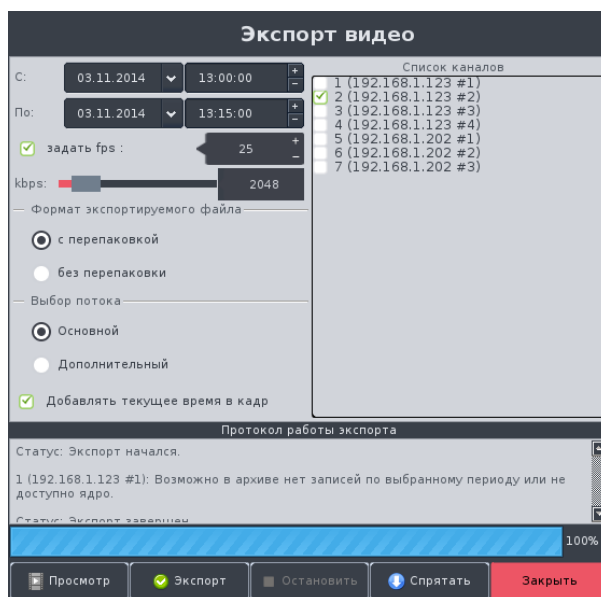 Экспорт видео
С: 03.11.2014 13:00:00
По: 03.11.2014 13:15:00
задать fps : 25
kbps: 2048
Формат экспортируемого файла
с перепаковкой
без перепаковки
Выбор потока
Основной
Дополнительный
Добавлять текущее время в кадр
Список каналов
1 (192.168.1.123 #1)
2 (192.168.1.123 #2)
3 (192.168.1.123 #3)
4 (192.168.1.123 #4)
5 (192.168.1.202 #1)
6 (192.168.1.202 #2)
7 (192.168.1.202 #3)
Протокол работы экспорта
Статус: Экспорт начался.
1 (192.168.1.123 #1): Возможно в архиве нет записей по выбранному периоду или не
доступно ядро.
Статус: Экспорт завершен
100%
Просмотр Экспорт Остановить Спрятать Закрыть